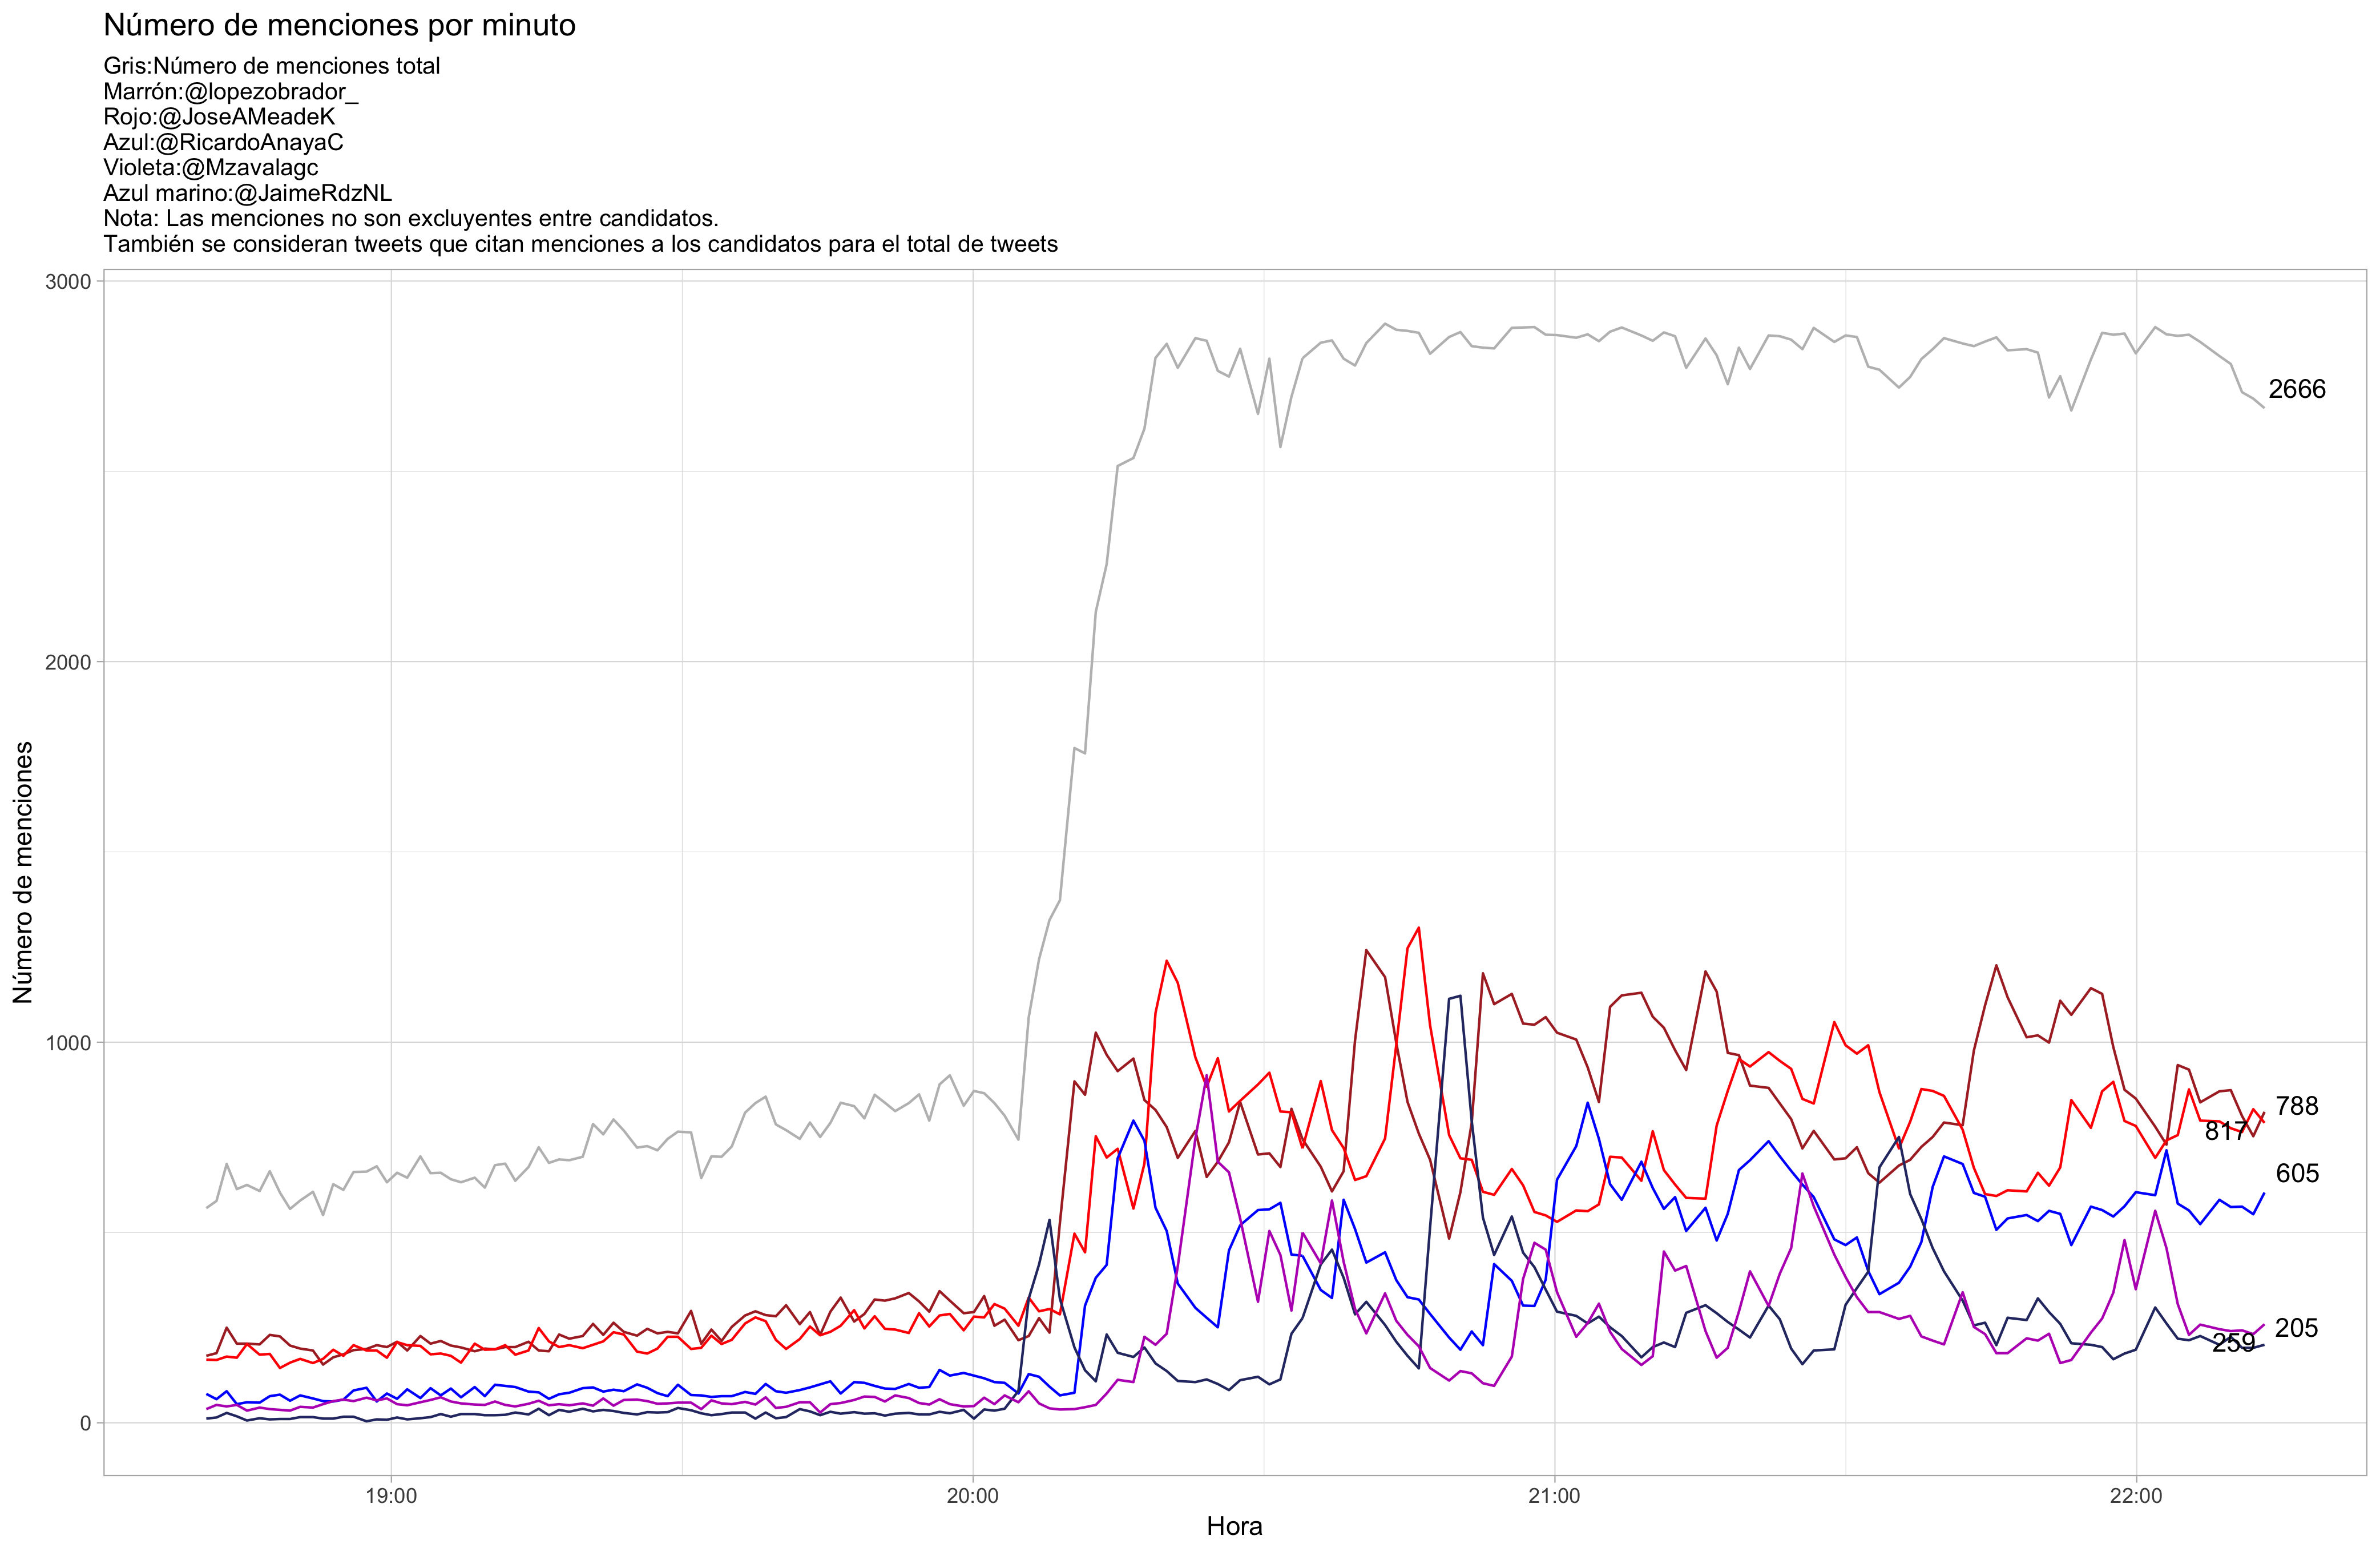 Número de menciones por minuto
Gris:Número de menciones total
Marrón:@lopezobrador_
Rojo:@JoseAMeadeK
Azul:@RicardoAnayaC
Violeta:@Mzavalagc
Azul marino:@JaimeRdzNL
Nota: Las menciones no son excluyentes entre candidatos.
También se consideran tweets que citan menciones a los candidatos para el total de tweets
3000
2000
1000
0
Número de menciones
2666
788
817
605
205
259
19:00
20:00
21:00
22:00
Hora